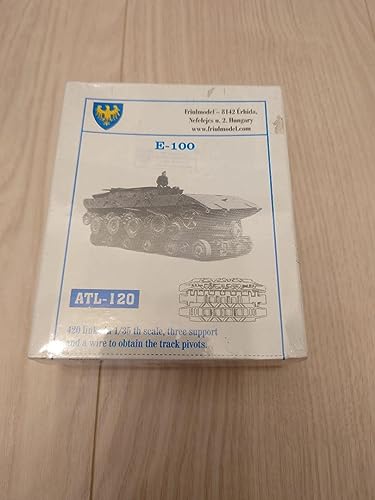 Friulmodel - 8142 Úrhida,
Nefelejcs u. 2. Hungary
www.friulmodel.com
E-100
ATL-120
420 links in 1/35 th scale, three support
and a wire to obtain the track pivots.